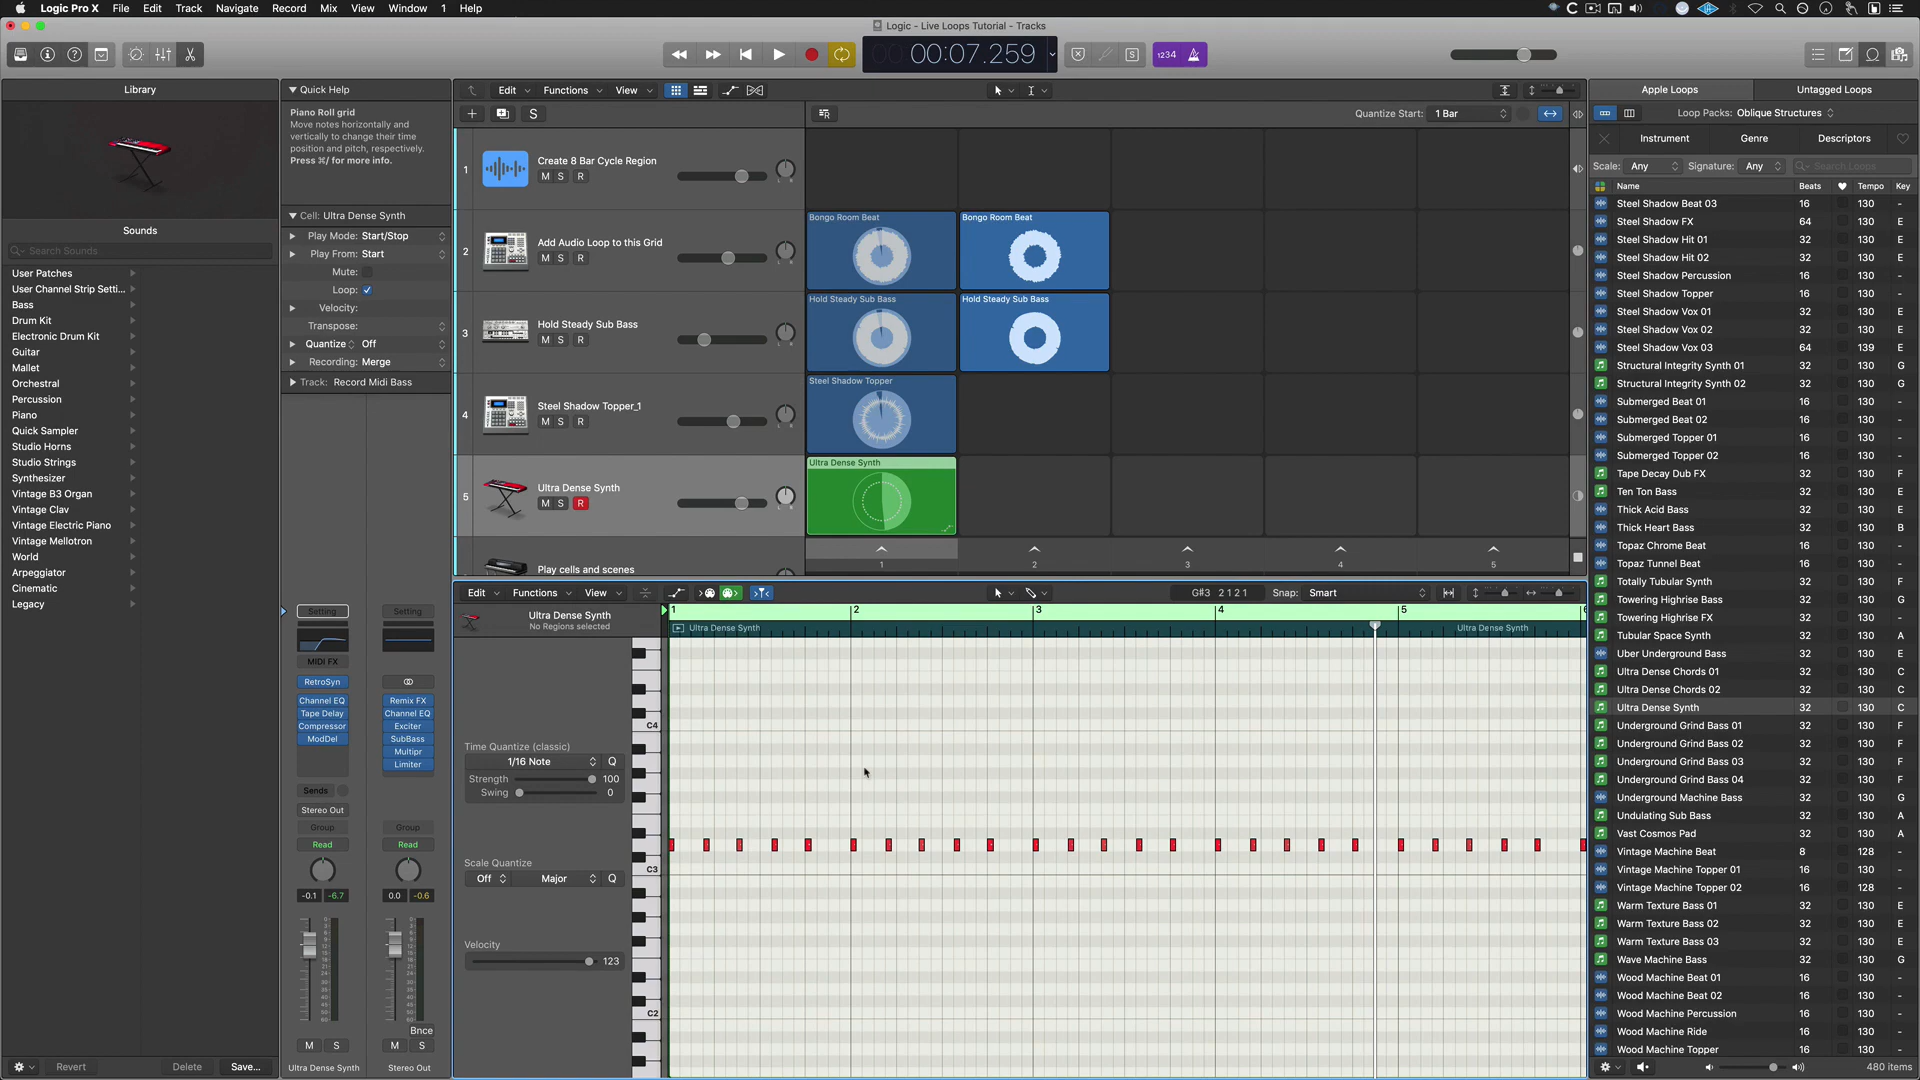 Logic Pro X File Edit Track Navigate Record Mix View Window 1 Help
Logic - Live Loops Tutorial - Tracks
00:07.259
S
1234
Library
Sounds
Search Sounds
User Patches
User Channel Strip Setti...
Bass
Drum Kit
Electronic Drum Kit
Guitar
Mallet
Orchestral
Percussion
Piano
Quick Sampler
Studio Horns
Studio Strings
Synthesizer
Vintage B3 Organ
Vintage Clav
Vintage Electric Piano
Vintage Mellotron
World
Arpeggiator
Cinematic
Legacy
Revert Delete Save...
Quick Help
Piano Roll grid
Move notes horizontally and
vertically to change their time
position and pitch, respectively.
Press ⌘/ for more info.
Cell: Ultra Dense Synth
Play Mode: Start/Stop
Play From: Start
Mute:
Loop:
Velocity:
Transpose:
Quantize Off
Recording: Merge
Track: Record Midi Bass
Setting Setting
MIDI FX
RetroSyn
Channel EQ Remix FX
Tape Delay Channel EQ
Compressor Exciter
ModDel SubBass
Multipr
Limiter
Sends
Stereo Out
Group Group
Read Read
-0.1 -6.7 0.0 -0.6
Bnce
M S M S
Ultra Dense Synth Stereo Out
Edit Functions View
S
Quantize Start: 1 Bar
1 Create 8 Bar Cycle Region
M S R
2 Add Audio Loop to this Grid
M S R
3 Hold Steady Sub Bass
M S R
4 Steel Shadow Topper_1
M S R
5 Ultra Dense Synth
M S R
Play cells and scenes
Bongo Room Beat Bongo Room Beat
Hold Steady Sub Bass Hold Steady Sub Bass
Steel Shadow Topper
Ultra Dense Synth
1 2 3 4 5
Edit Functions View
G#3 2 1 2 1
Snap: Smart
Ultra Dense Synth
No Regions selected
1 2 3 4 5 6
Ultra Dense Synth Ultra Dense Synth
Time Quantize (classic)
1/16 Note Q
Strength 100
Swing 0
Scale Quantize
Off Major Q
Velocity
123
C4
C3
C2
Apple Loops Untagged Loops
Loop Packs: Oblique Structures
Instrument Genre Descriptors
Scale: Any Signature: Any Search Loops
Name Beats Tempo Key
Steel Shadow Beat 03 16 130 -
Steel Shadow FX 64 130 E
Steel Shadow Hit 01 32 130 E
Steel Shadow Hit 02 32 130 E
Steel Shadow Percussion 16 130 -
Steel Shadow Topper 16 130 -
Steel Shadow Vox 01 32 130 E
Steel Shadow Vox 02 32 130 E
Steel Shadow Vox 03 64 139 E
Structural Integrity Synth 01 32 130 G
Structural Integrity Synth 02 32 130 G
Submerged Beat 01 16 130 -
Submerged Beat 02 16 130 -
Submerged Topper 01 16 130 -
Submerged Topper 02 16 130 -
Tape Decay Dub FX 32 130 F
Ten Ton Bass 32 130 E
Thick Acid Bass 32 130 E
Thick Heart Bass 32 130 B
Topaz Chrome Beat 16 130 -
Topaz Tunnel Beat 32 130 -
Totally Tubular Synth 32 130 F
Towering Highrise Bass 32 130 G
Towering Highrise FX 32 130 -
Tubular Space Synth 32 130 A
Uber Underground Bass 32 130 E
Ultra Dense Chords 01 32 130 C
Ultra Dense Chords 02 32 130 C
Ultra Dense Synth 32 130 C
Underground Grind Bass 01 32 130 F
Underground Grind Bass 02 32 130 F
Underground Grind Bass 03 32 130 F
Underground Grind Bass 04 32 130 F
Underground Machine Bass 32 130 G
Undulating Sub Bass 32 130 A
Vast Cosmos Pad 32 130 A
Vintage Machine Beat 8 128 -
Vintage Machine Topper 01 16 130 -
Vintage Machine Topper 02 16 128 -
Warm Texture Bass 01 32 130 E
Warm Texture Bass 02 32 130 E
Warm Texture Bass 03 32 130 E
Wave Machine Bass 32 130 G
Wood Machine Beat 01 16 130 -
Wood Machine Beat 02 16 130 -
Wood Machine Percussion 16 130 -
Wood Machine Ride 16 130 -
Wood Machine Topper 16 130 -
480 items